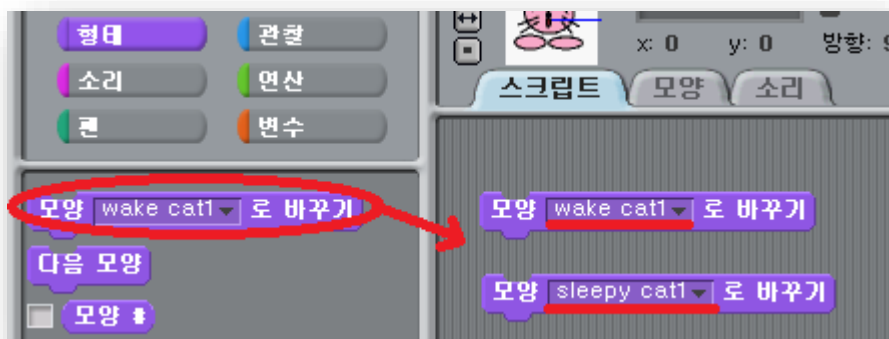 형태
관찰
소리
연산
펜
변수
모양 wake cat1 로 바꾸기
다음 모양
모양 #
x: 0 y: 0 방향: 9
스크립트 모양 소리
모양 wake cat1 로 바꾸기
모양 sleepy cat1 로 바꾸기